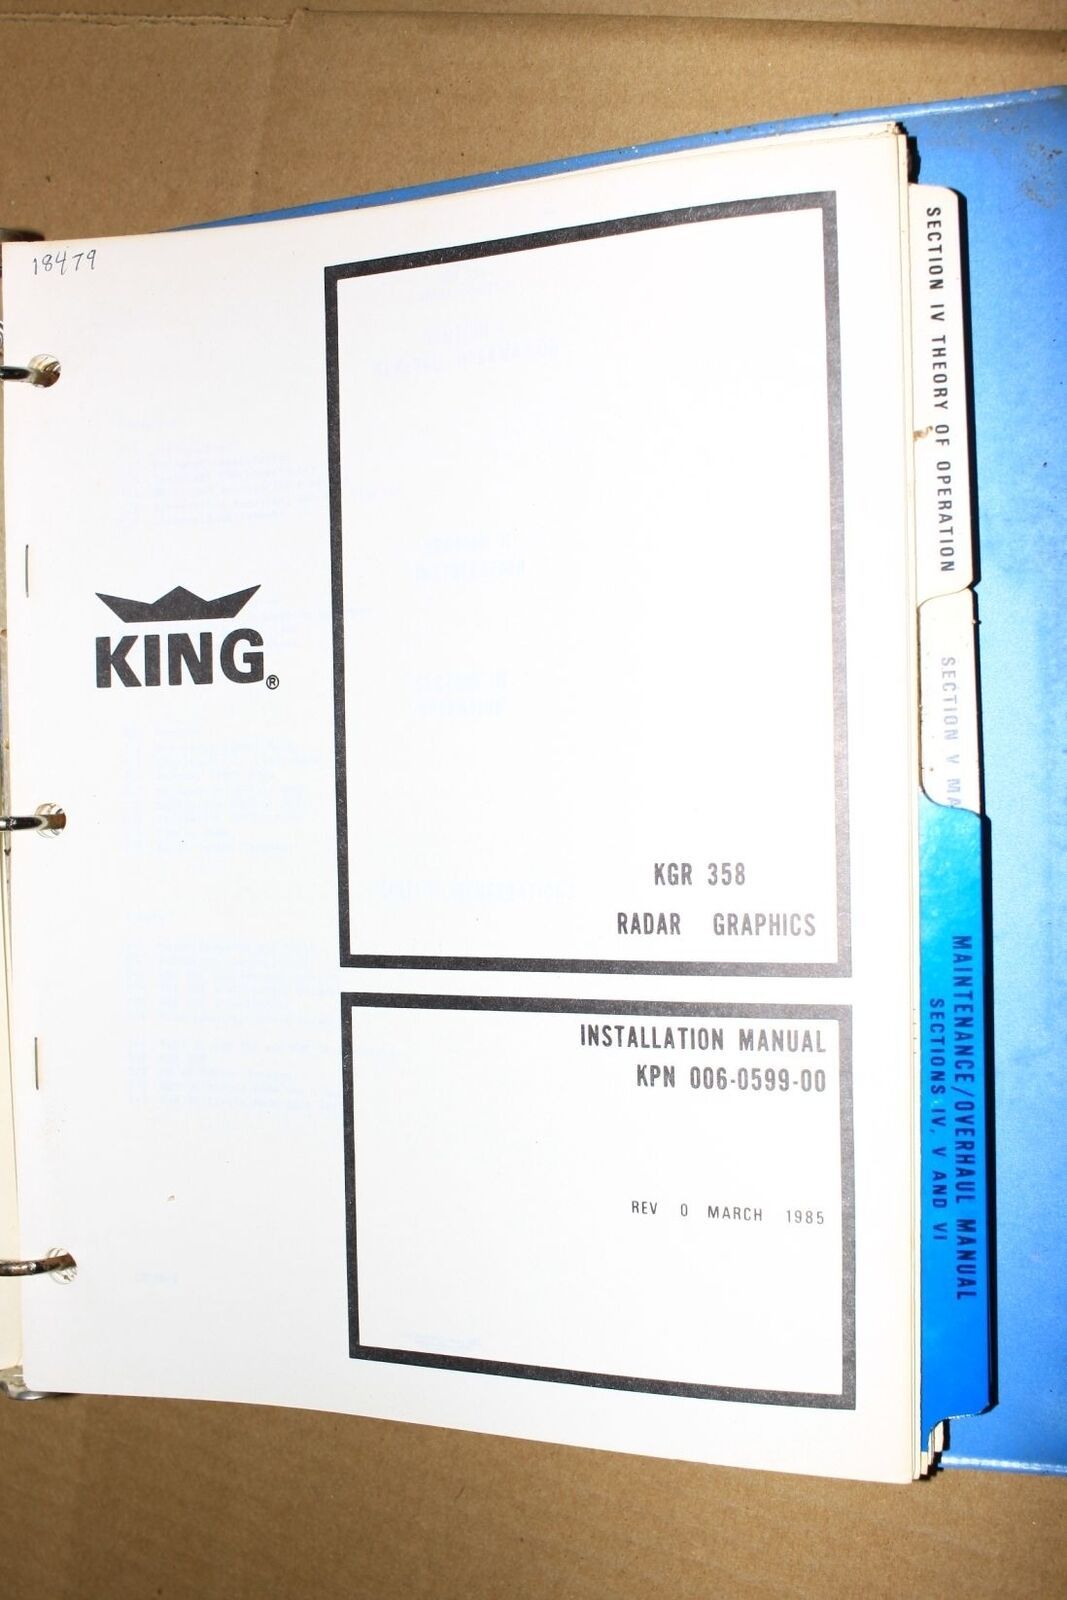 18479
KING®
KGR 358
RADAR GRAPHICS
INSTALLATION MANUAL
KPN 006-0599-00
REV 0 MARCH 1985
SECTION IV THEORY OF OPERATION
SECTION V MA
MAINTENANCE/OVERHAUL MANUAL
SECTIONS IV, V AND VI